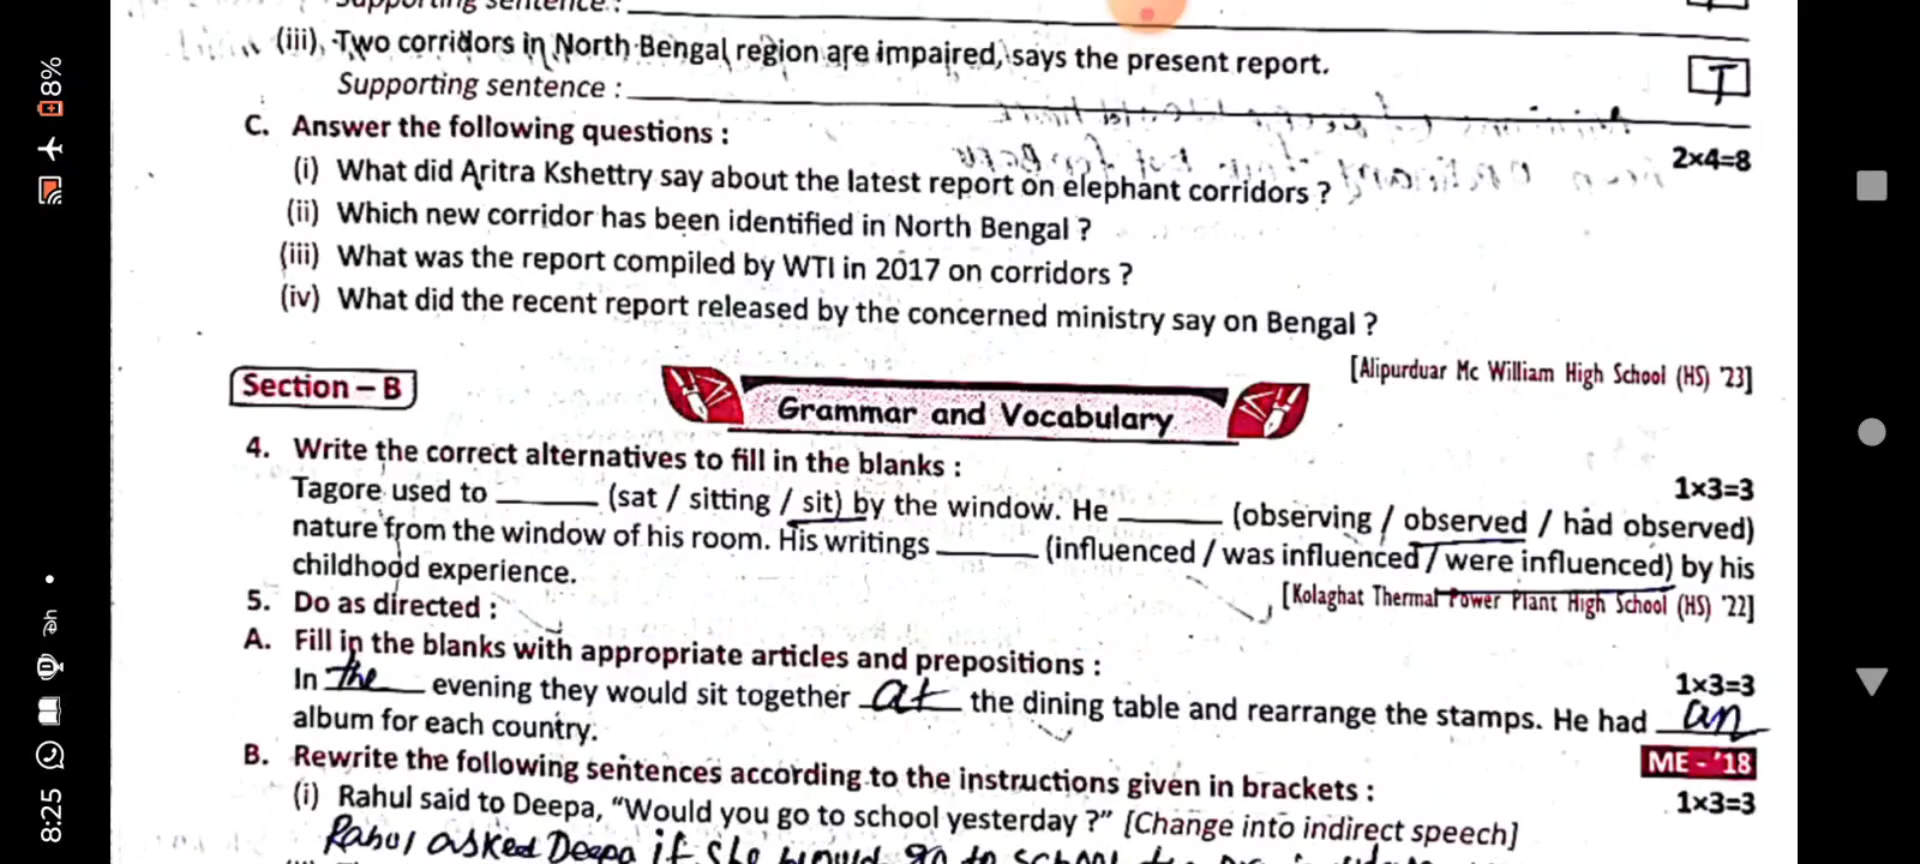 Supporting sentence :
(iii) Two corridors in North Bengal region are impaired, says the present report.
T
Supporting sentence :
C. Answer the following questions :
2×4=8
(i) What did Aritra Kshettry say about the latest report on elephant corridors ?
(ii) Which new corridor has been identified in North Bengal ?
(iii) What was the report compiled by WTI in 2017 on corridors ?
(iv) What did the recent report released by the concerned ministry say on Bengal ?
[Alipurduar Mc William High School (HS) '23]
Section – B
Grammar and Vocabulary
4. Write the correct alternatives to fill in the blanks :
1×3=3
Tagore used to ______ (sat / sitting / sit) by the window. He ______ (observing / observed / had observed)
nature from the window of his room. His writings ______ (influenced / was influenced / were influenced) by his
childhood experience.
[Kolaghat Thermal Power Plant High School (HS) '22]
5. Do as directed :
A. Fill in the blanks with appropriate articles and prepositions :
1×3=3
In the evening they would sit together at the dining table and rearrange the stamps. He had an
album for each country.
ME - '18
B. Rewrite the following sentences according to the instructions given in brackets :
1×3=3
(i) Rahul said to Deepa, “Would you go to school yesterday ?” [Change into indirect speech]
Rahul asked Deepa if she would go to school the
8:25
8%